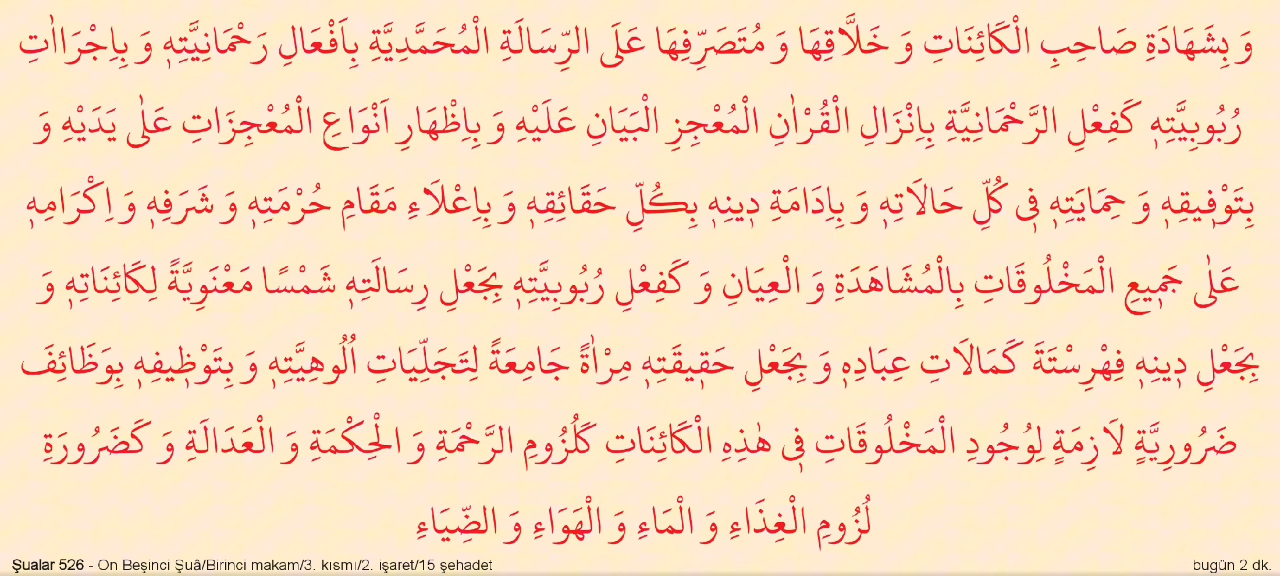 وَ بِشَهَادَةِ صَاحِبِ الْكَائِنَاتِ وَ خَلَّاقِهَا وَ مُتَصَرِّفِهَا عَلَى الرِّسَالَةِ الْمُحَمَّدِيَّةِ بِاَفْعَالِ رَحْمَانِيَّتِهٖ وَ بِاِجْرَااٰتِ
رُبُوبِيَّتِهٖ كَفِعْلِ الرَّحْمَانِيَّةِ بِاِنْزَالِ الْقُرْاٰنِ الْمُعْجِزِ الْبَيَانِ عَلَيْهِ وَ بِاِظْهَارِ اَنْوَاعِ الْمُعْجِزَاتِ عَلٰى يَدَيْهِ وَ
بِتَوْفٖيقِهٖ وَ حِمَايَتِهٖ فٖى كُلِّ حَالَاتِهٖ وَ بِاِدَامَةِ دٖينِهٖ بِكُلِّ حَقَائِقِهٖ وَ بِاِعْلَاءِ مَقَامِ حُرْمَتِهٖ وَ شَرَفِهٖ وَ اِكْرَامِهٖ
عَلٰى جَمٖيعِ الْمَخْلُوقَاتِ بِالْمُشَاهَدَةِ وَ الْعِيَانِ وَ كَفِعْلِ رُبُوبِيَّتِهٖ بِجَعْلِ رِسَالَتِهٖ شَمْسًا مَعْنَوِيَّةً لِكَائِنَاتِهٖ وَ
بِجَعْلِ دٖينِهٖ فِهْرِسْتَةَ كَمَالَاتِ عِبَادِهٖ وَ بِجَعْلِ حَقٖيقَتِهٖ مِرْاٰةً جَامِعَةً لِتَجَلِّيَاتِ اُلُوهِيَّتِهٖ وَ بِتَوْظٖيفِهٖ بِوَظَائِفَ
ضَرُورِيَّةٍ لَازِمَةٍ لِوُجُودِ الْمَخْلُوقَاتِ فٖى هٰذِهِ الْكَائِنَاتِ كَلُزُومِ الرَّحْمَةِ وَ الْحِكْمَةِ وَ الْعَدَالَةِ وَ كَضَرُورَةِ
لُزُومِ الْغِذَاءِ وَ الْمَاءِ وَ الْهَوَاءِ وَ الضِّيَاءِ
Şualar 526 - On Beşinci Şuâ/Birinci makam/3. kısmı/2. işaret/15 şehadet
bugün 2 dk.